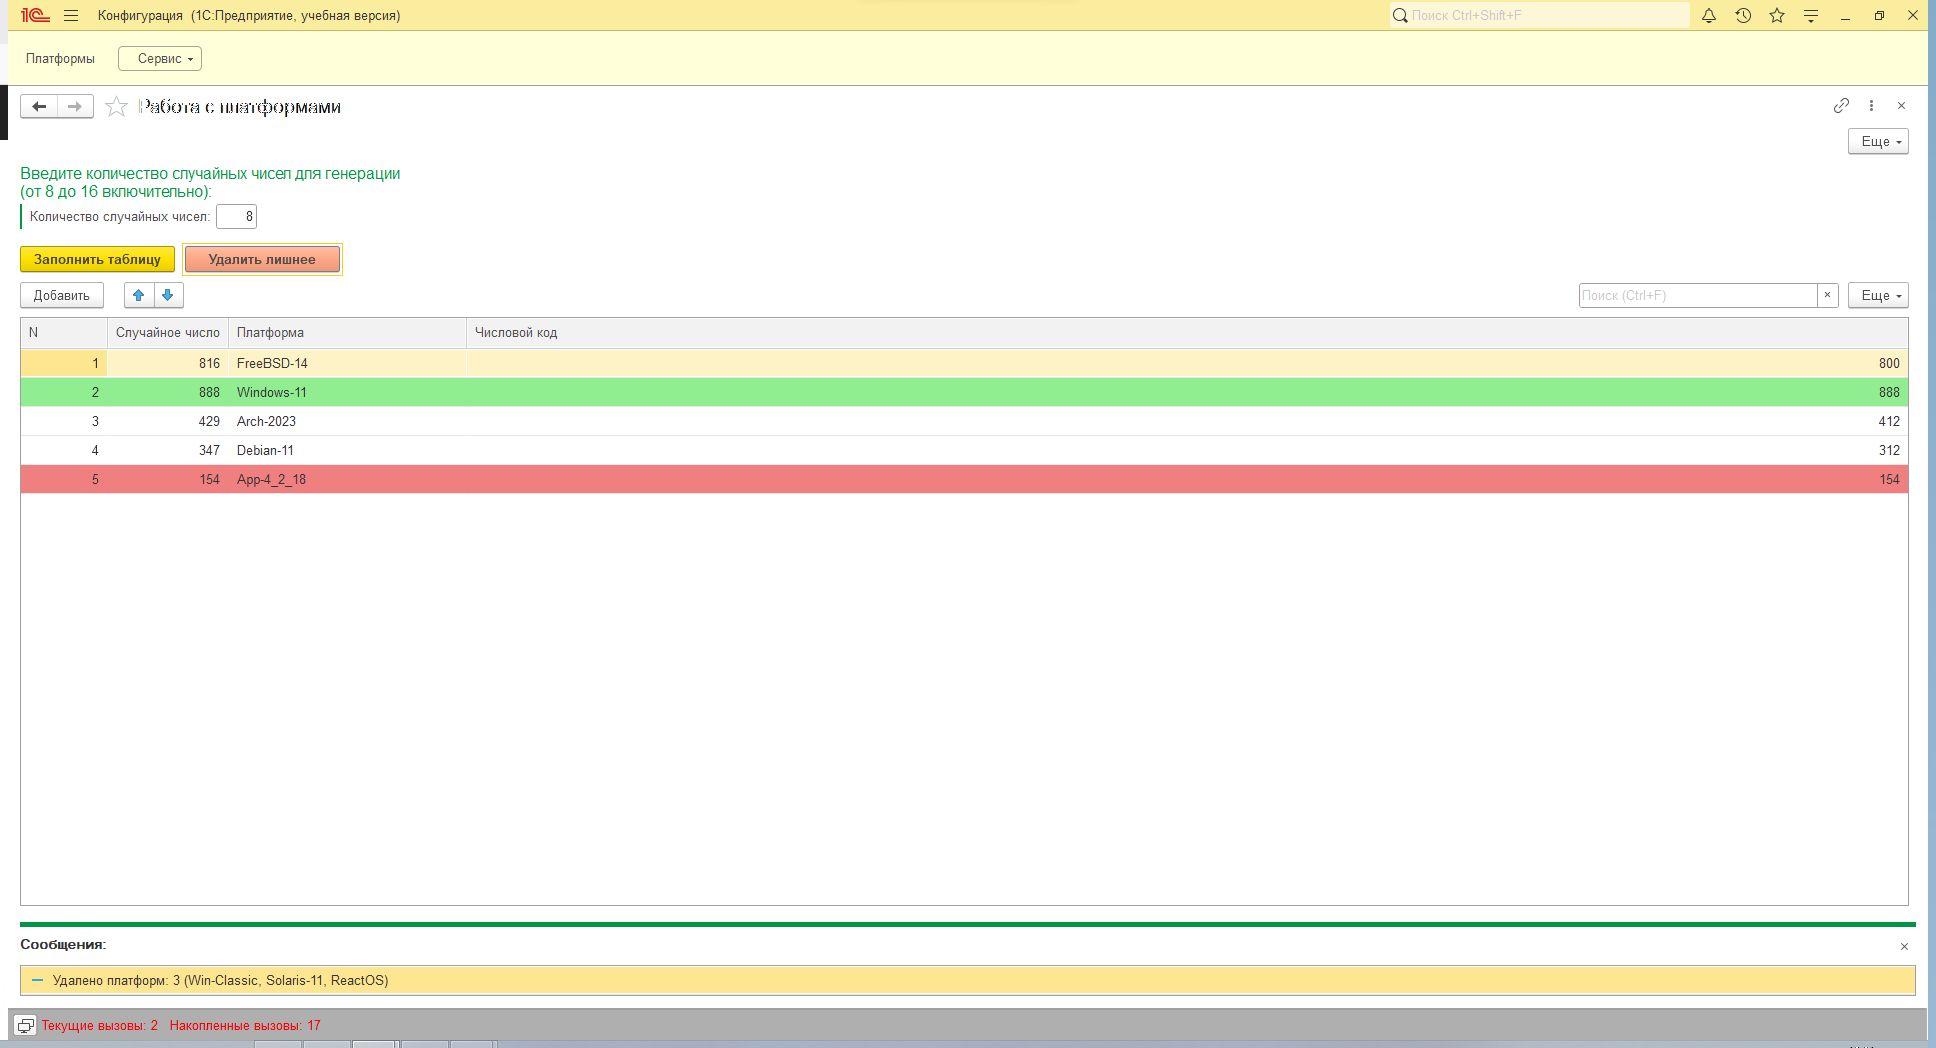 1С Конфигурация (1С:Предприятие, учебная версия) Поиск Ctrl+Shift+F
Платформы Сервис
Работа с платформами
Еще
Введите количество случайных чисел для генерации
(от 8 до 16 включительно):
Количество случайных чисел: 8
Заполнить таблицу Удалить лишнее
Добавить Поиск (Ctrl+F) × Еще
N Случайное число Платформа Числовой код
1 816 FreeBSD-14 800
2 888 Windows-11 888
3 429 Arch-2023 412
4 347 Debian-11 312
5 154 App-4_2_18 154
Сообщения:
Удалено платформ: 3 (Win-Classic, Solaris-11, ReactOS)
Текущие вызовы: 2 Накопленные вызовы: 17